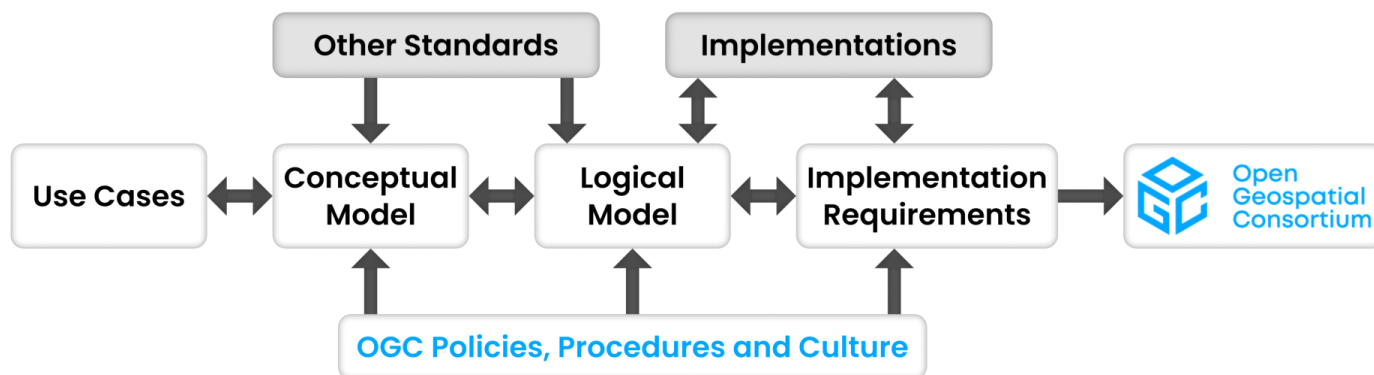 Other Standards
Implementations
Use Cases
Conceptual
Model
Logical
Model
Implementation
Requirements
OGC
Open
Geospatial
Consortium
OGC Policies, Procedures and Culture